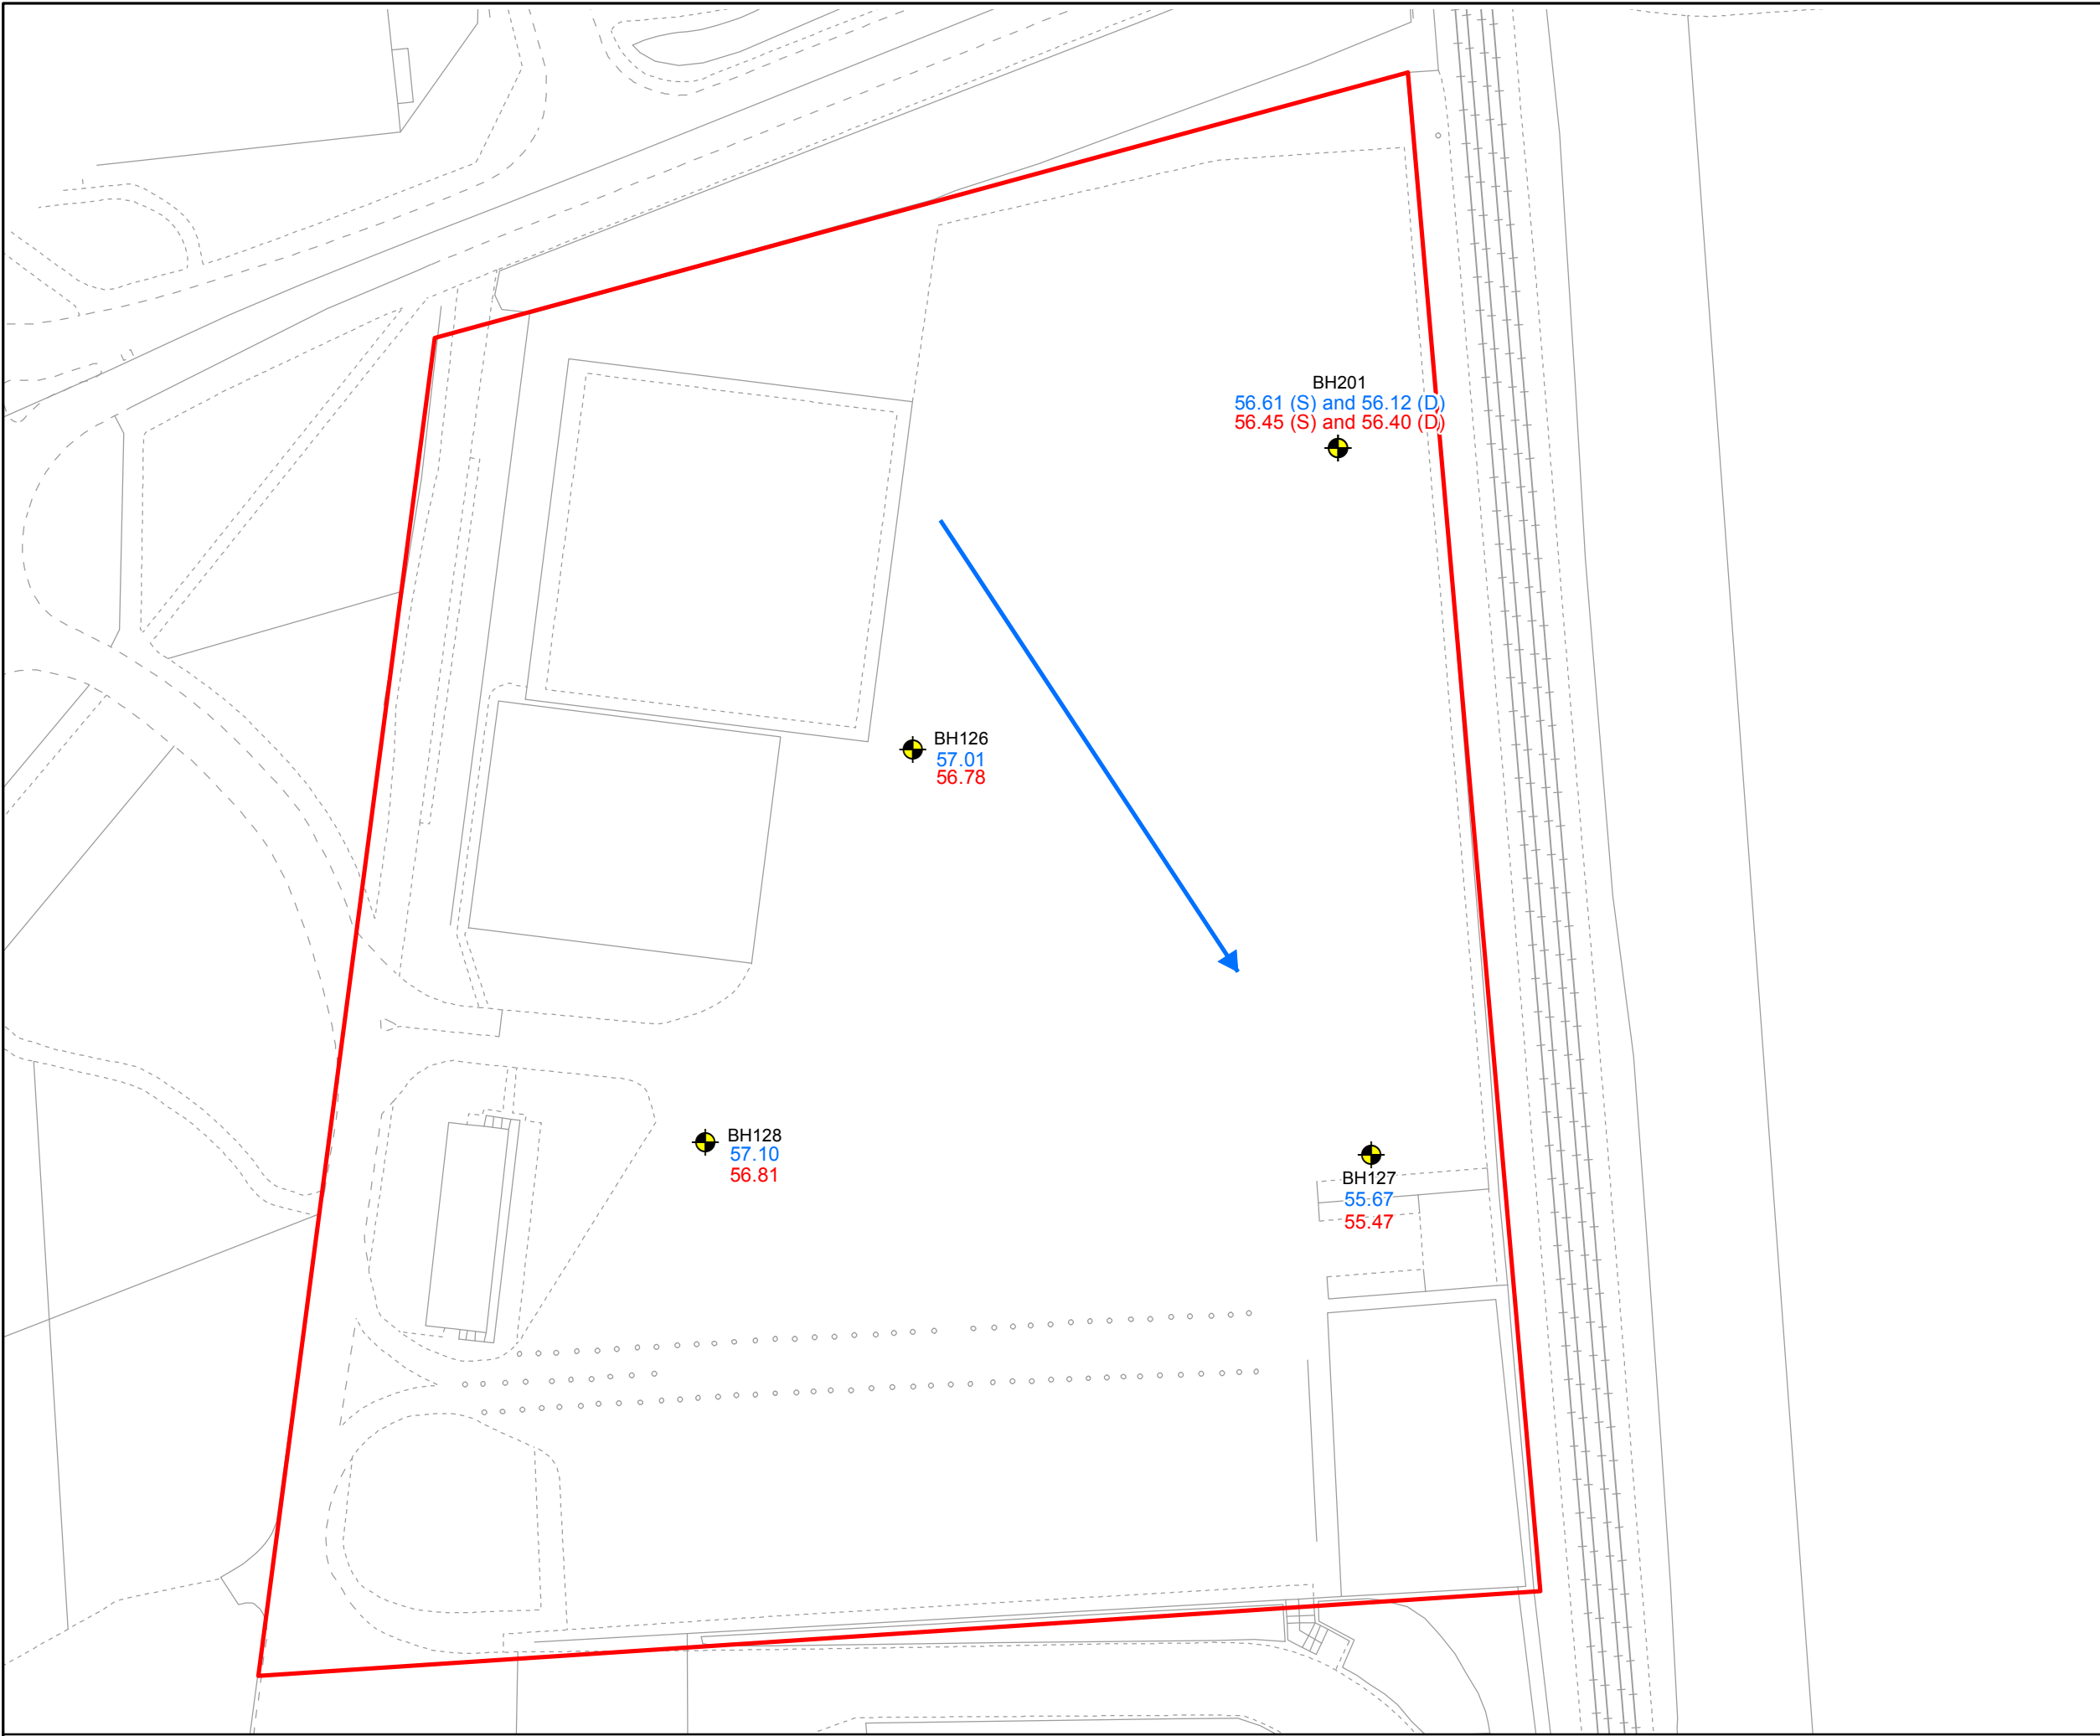 BH201
56.61 (S) and 56.12 (D)
56.45 (S) and 56.40 (D)
BH126
57.01
56.78
BH128
57.10
56.81
BH127
55.67
55.47